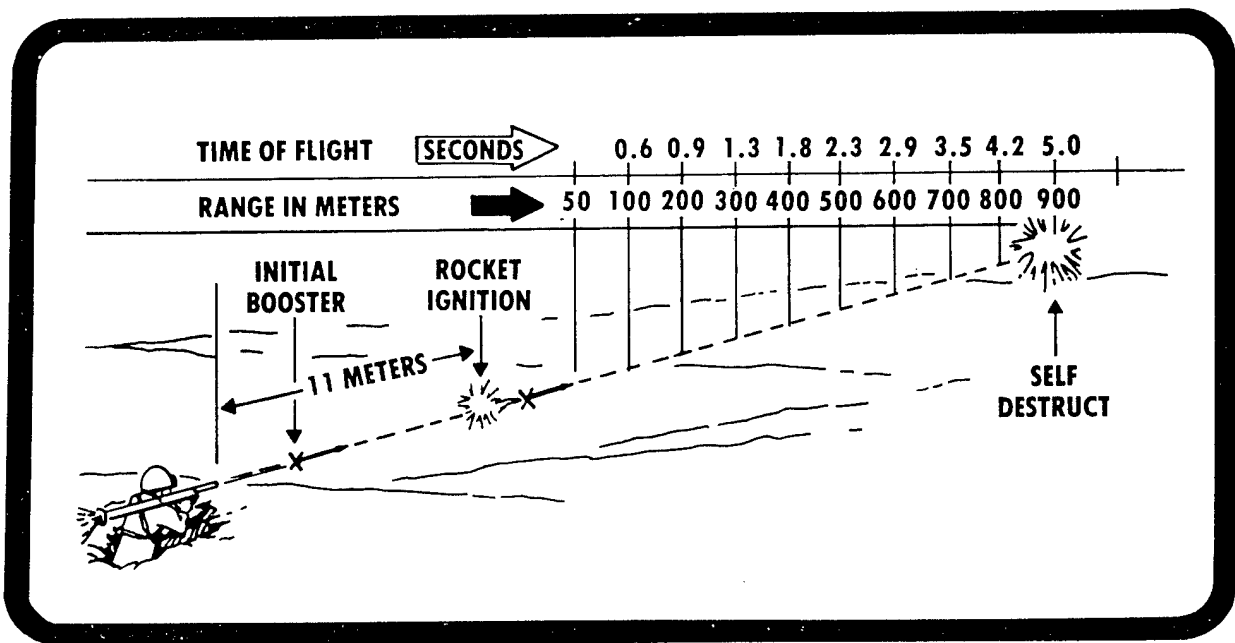 TIME OF FLIGHT SECONDS 0.6 0.9 1.3 1.8 2.3 2.9 3.5 4.2 5.0
RANGE IN METERS 50 100 200 300 400 500 600 700 800 900
INITIAL
BOOSTER
ROCKET
IGNITION
11 METERS
SELF
DESTRUCT